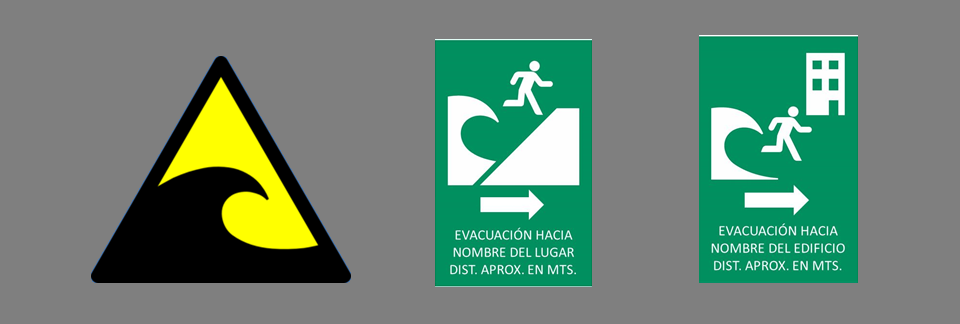 EVACUACIÓN HACIA
NOMBRE DEL LUGAR
DIST. APROX. EN MTS.
EVACUACIÓN HACIA
NOMBRE DEL EDIFICIO
DIST. APROX. EN MTS.